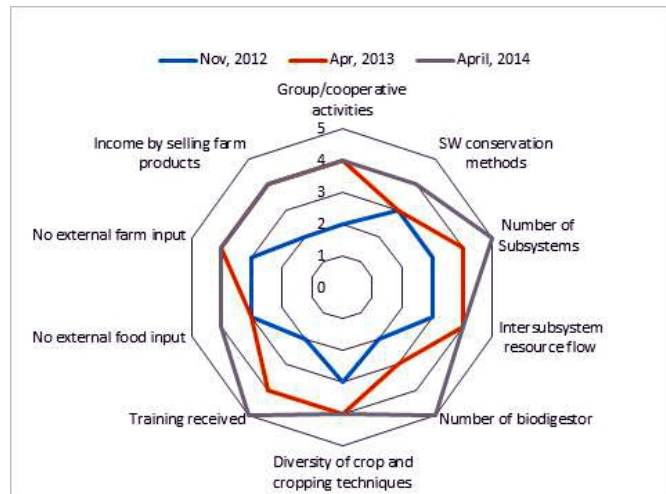 Nov, 2012 Apr, 2013 April, 2014
Group/cooperative
activities
SW conservation
methods
Number of
Subsystems
Intersubsystem
resource flow
Number of biodigestor
Diversity of crop and
cropping techniques
Training received
No external food input
No external farm input
Income by selling farm
products
5
4
3
2
1
0